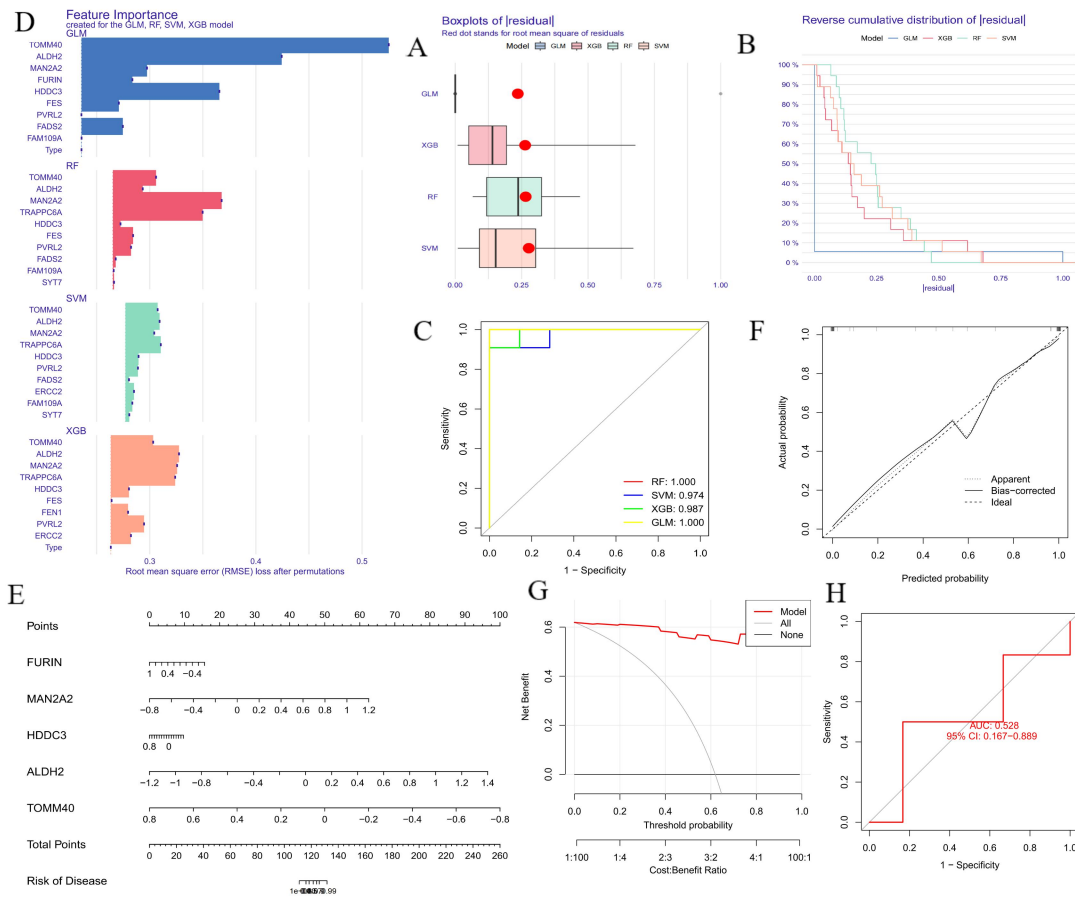 D
Feature Importance
created for the GLM, RF, SVM, XGB model
GLM
TOMM40
ALDH2
MAN2A2
FURIN
HDDC3
FES
PVRL2
FADS2
FAM109A
Type
RF
TOMM40
ALDH2
MAN2A2
TRAPPC6A
HDDC3
FES
PVRL2
FADS2
FAM109A
SYT7
SVM
TOMM40
ALDH2
MAN2A2
TRAPPC6A
HDDC3
PVRL2
FADS2
ERCC2
FAM109A
SYT7
XGB
TOMM40
ALDH2
MAN2A2
TRAPPC6A
HDDC3
FES
FEN1
PVRL2
ERCC2
Type
0.3 0.4 0.5
Root mean square error (RMSE) loss after permutations
A
Boxplots of |residual|
Red dot stands for root mean square of residuals
Model GLM XGB RF SVM
GLM
XGB
RF
SVM
0.00 0.25 0.50 0.75 1.00
B
Reverse cumulative distribution of |residual|
Model GLM XGB RF SVM
100 %
90 %
80 %
70 %
60 %
50 %
40 %
30 %
20 %
10 %
0 %
0.00 0.25 0.50 0.75 1.00
|residual|
C
Sensitivity
1.0
0.8
0.6
0.4
0.2
0.0
RF: 1.000
SVM: 0.974
XGB: 0.987
GLM: 1.000
0.0 0.2 0.4 0.6 0.8 1.0
1 − Specificity
F
Actual probability
1.0
0.8
0.6
0.4
0.2
0.0
Apparent
Bias−corrected
Ideal
0.0 0.2 0.4 0.6 0.8 1.0
Predicted probability
E
Points
0 10 20 30 40 50 60 70 80 90 100
FURIN
1 0.4 −0.4
MAN2A2
−0.8 −0.4 0 0.2 0.4 0.6 0.8 1 1.2
HDDC3
0.8 0
ALDH2
−1.2 −1 −0.8 −0.4 −0.2 0 0.2 0.4 0.6 0.8 1 1.2 1.4
TOMM40
0.8 0.6 0.4 0.2 0 −0.2 −0.4 −0.6 −0.8
Total Points
0 20 40 60 80 100 120 140 160 180 200 220 240 260
Risk of Disease
0.99
G
Net Benefit
0.6
0.4
0.2
0.0
Model
All
None
0.0 0.2 0.4 0.6 0.8 1.0
Threshold probability
1:100 1:4 2:3 3:2 4:1 100:1
Cost:Benefit Ratio
H
Sensitivity
1.0
0.8
0.6
0.4
0.2
0.0
AUC: 0.528
95% CI: 0.167−0.889
0.0 0.2 0.4 0.6 0.8 1.0
1 − Specificity